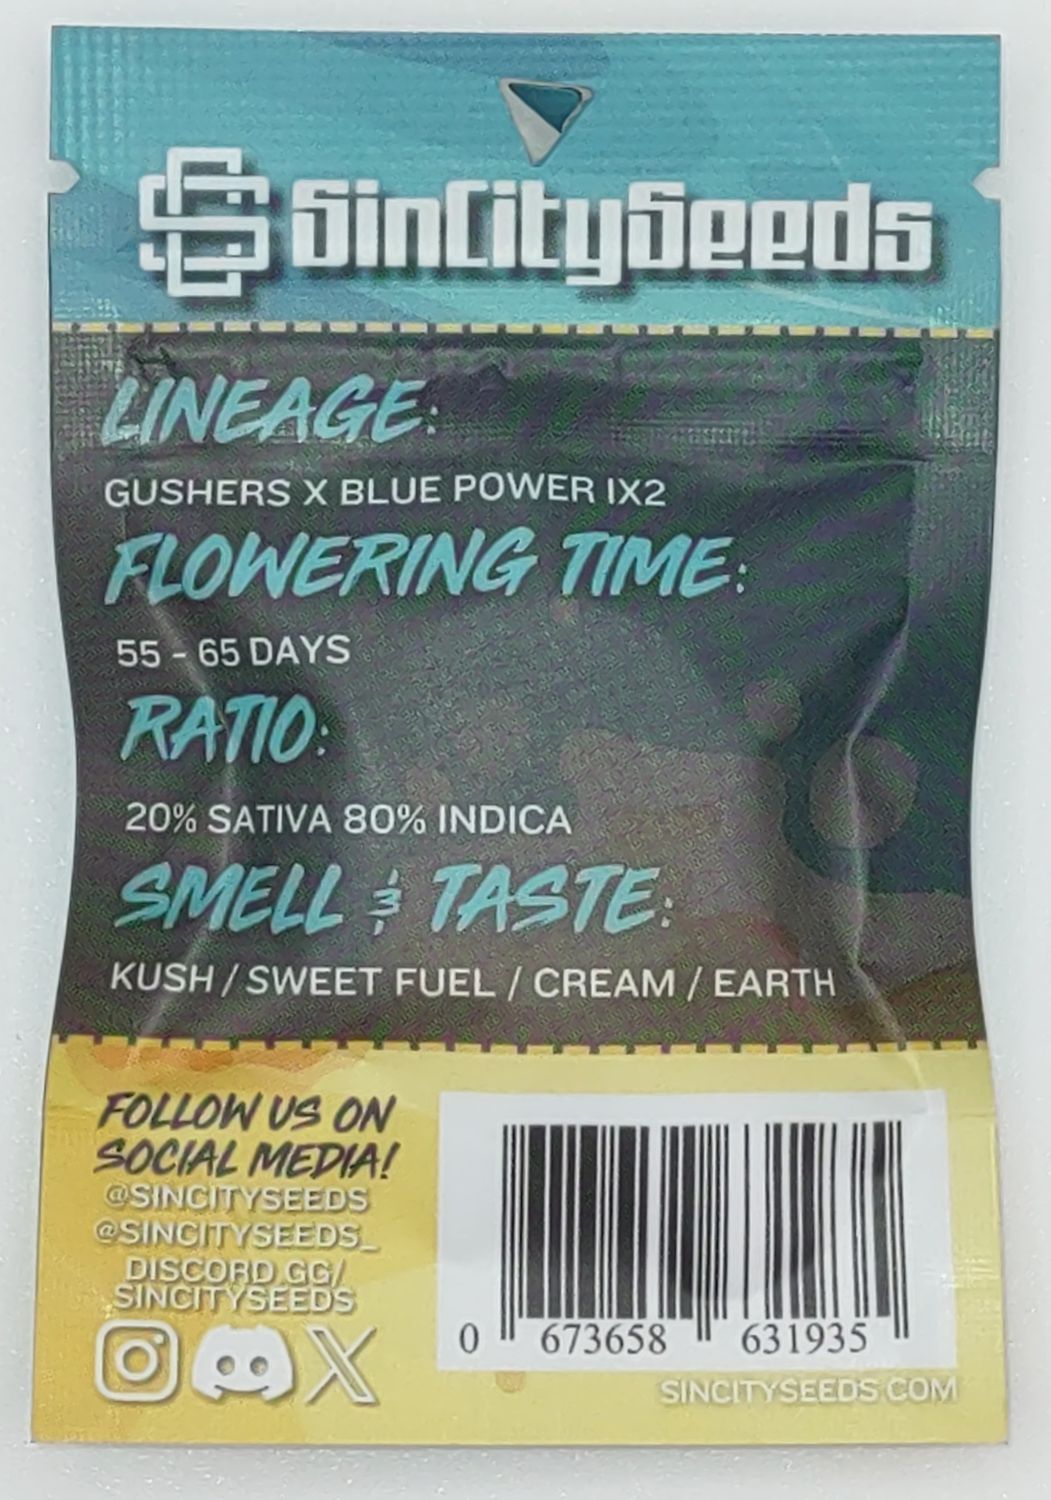 SinCitySeeds
LINEAGE:
GUSHERS X BLUE POWER IX2
FLOWERING TIME:
55 - 65 DAYS
RATIO:
20% SATIVA 80% INDICA
SMELL & TASTE:
KUSH / SWEET FUEL / CREAM / EARTH
FOLLOW US ON
SOCIAL MEDIA!
@SINCITYSEEDS
@SINCITYSEEDS_
DISCORD.GG/
SINCITYSEEDS
0 673658 631935
SINCITYSEEDS.COM